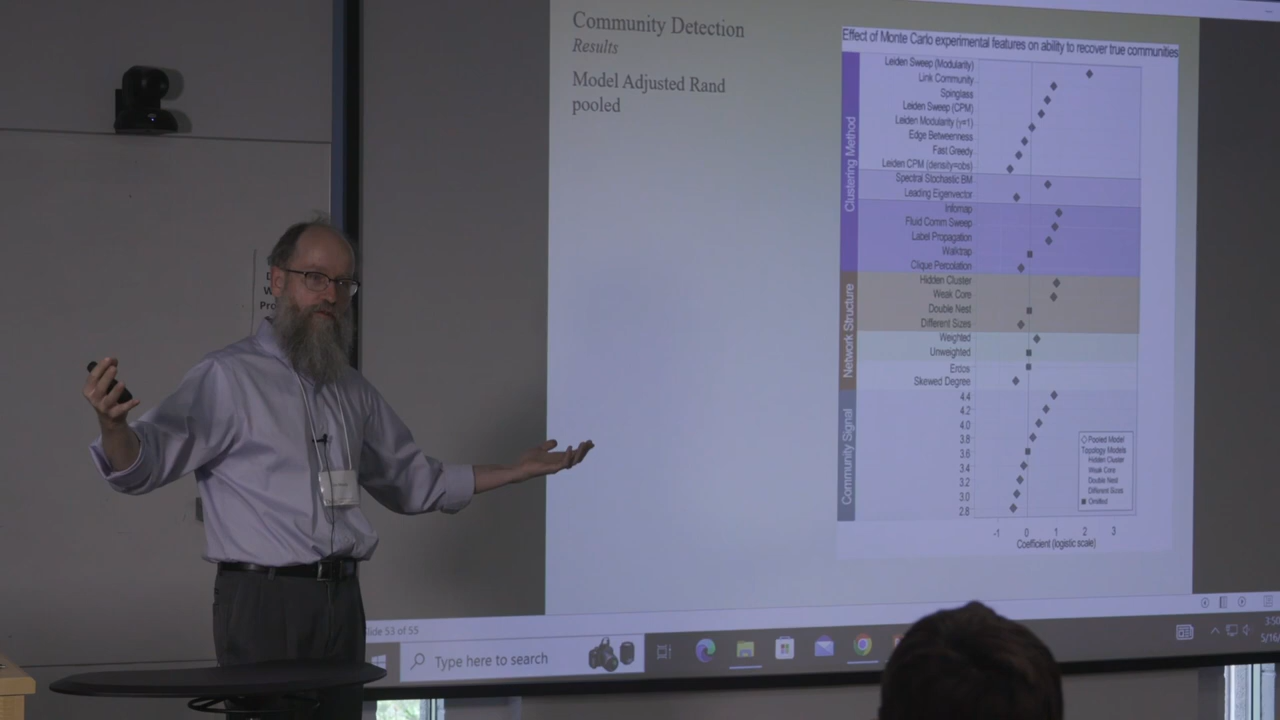 Community Detection
Results
Model Adjusted Rand
pooled
Effect of Monte Carlo experimental features on ability to recover true communities
Clustering Method
Leiden Sweep (Modularity)
Link Community
Spinglass
Leiden Sweep (CPM)
Leiden Modularity (γ=1)
Edge Betweenness
Fast Greedy
Leiden CPM (density=obs)
Spectral Stochastic BM
Leading Eigenvector
Infomap
Fluid Comm Sweep
Label Propagation
Walktrap
Clique Percolation
Network Structure
Hidden Cluster
Weak Core
Double Nest
Different Sizes
Weighted
Unweighted
Erdos
Skewed Degree
Community Signal
4.4
4.2
4.0
3.8
3.6
3.4
3.2
3.0
2.8
Pooled Model
Topology Models
Hidden Cluster
Weak Core
Double Nest
Different Sizes
Omitted
-1 0 1 2 3
Coefficient (logistic scale)
Slide 53 of 55
Type here to search